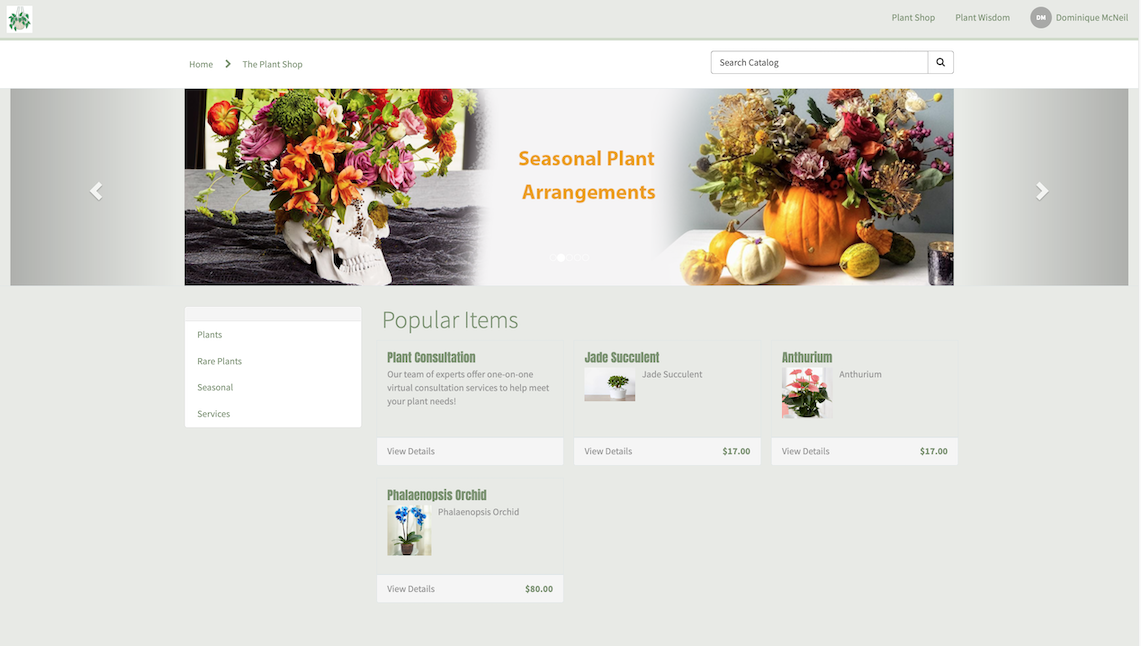 Plant Shop
Plant Wisdom
DM
Dominique McNeil
Home
The Plant Shop
Search Catalog
Seasonal Plant
Arrangements
Plants
Rare Plants
Seasonal
Services
Popular Items
Plant Consultation
Our team of experts offer one-on-one
virtual consultation services to help meet
your plant needs!
View Details
Jade Succulent
Jade Succulent
View Details
$17.00
Anthurium
Anthurium
View Details
$17.00
Phalaenopsis Orchid
Phalaenopsis Orchid
View Details
$80.00